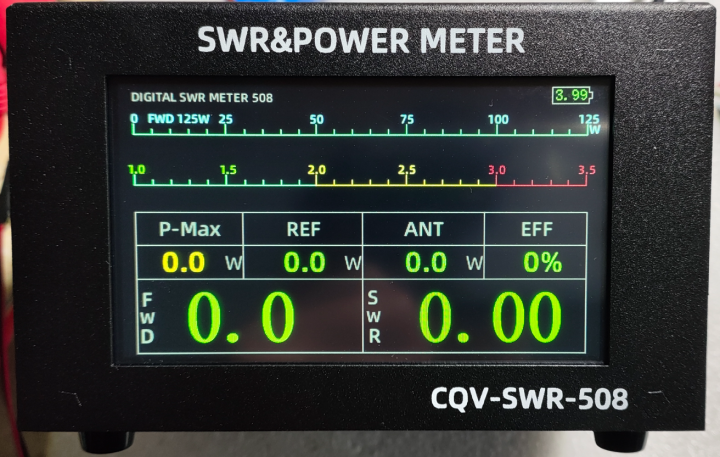 SWR&POWER METER
DIGITAL SWR METER 508
3.99
0 FWD 125W 25 50 75 100 125
W
1.0 1.5 2.0 2.5 3.0 3.5
P-Max REF ANT EFF
0.0 W 0.0 W 0.0 W 0%
FWD 0.0 SWR 0.00
CQV-SWR-508